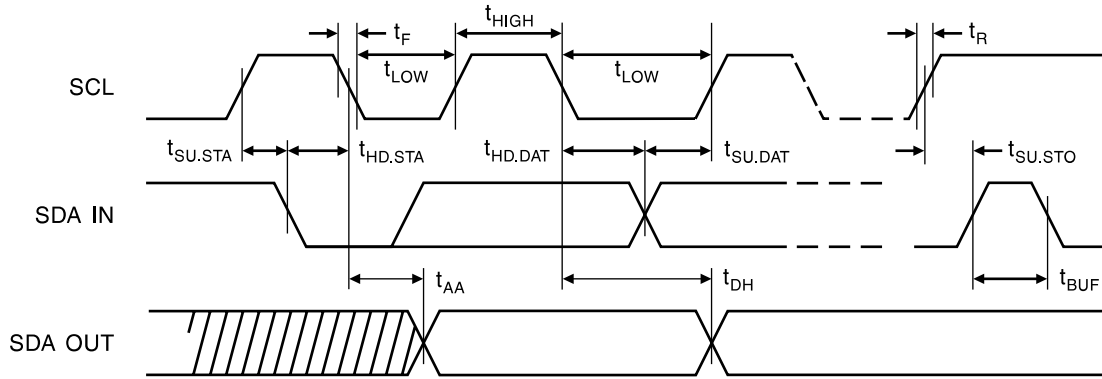 tF
tHIGH
tR
SCL
tLOW
tLOW
tSU.STA
tHD.STA
tHD.DAT
tSU.DAT
tSU.STO
SDA IN
tAA
tDH
tBUF
SDA OUT